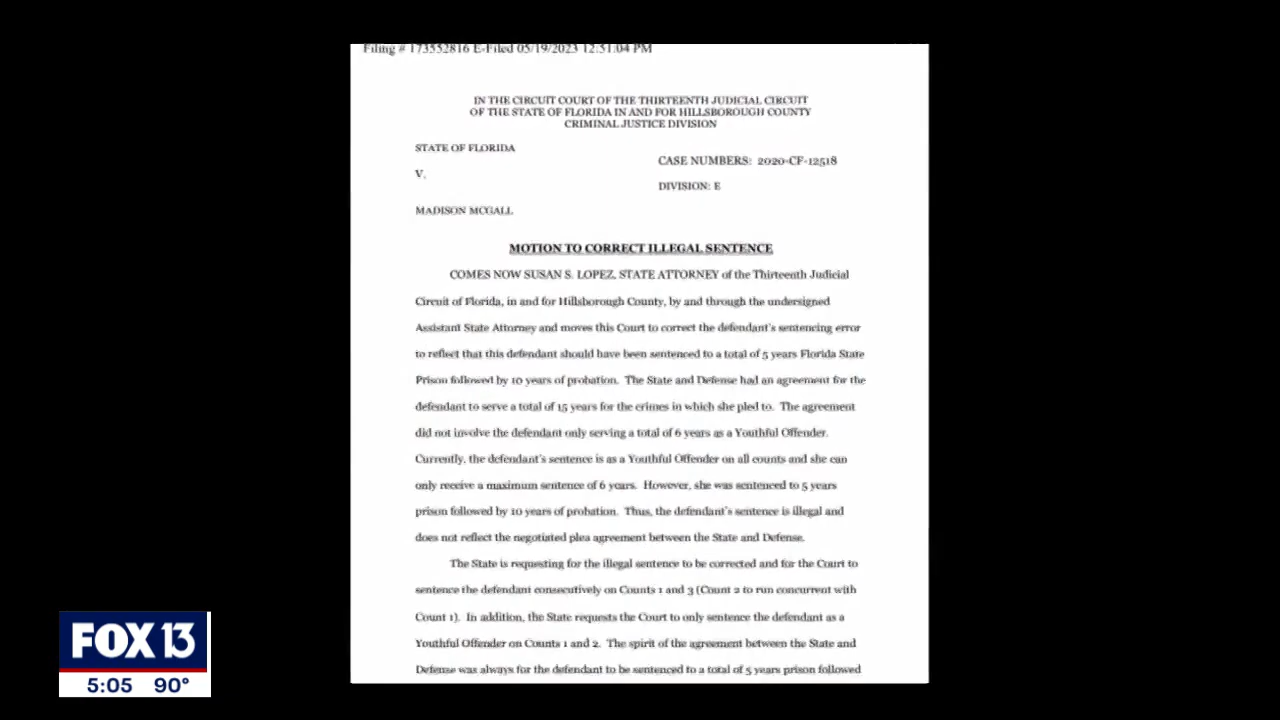 Filing # 173552816 E-Filed 05/19/2023 12:51:04 PM
IN THE CIRCUIT COURT OF THE THIRTEENTH JUDICIAL CIRCUIT
OF THE STATE OF FLORIDA IN AND FOR HILLSBOROUGH COUNTY
CRIMINAL JUSTICE DIVISION
STATE OF FLORIDA
CASE NUMBERS: 2020-CF-12518
V.
DIVISION: E
MADISON MCGALL
MOTION TO CORRECT ILLEGAL SENTENCE
COMES NOW SUSAN S. LOPEZ, STATE ATTORNEY of the Thirteenth Judicial
Circuit of Florida, in and for Hillsborough County, by and through the undersigned
Assistant State Attorney and moves this Court to correct the defendant's sentencing error
to reflect that this defendant should have been sentenced to a total of 5 years Florida State
Prison followed by 10 years of probation. The State and Defense had an agreement for the
defendant to serve a total of 15 years for the crimes in which she pled to. The agreement
did not involve the defendant only serving a total of 6 years as a Youthful Offender.
Currently, the defendant's sentence is as a Youthful Offender on all counts and she can
only receive a maximum sentence of 6 years. However, she was sentenced to 5 years
prison followed by 10 years of probation. Thus, the defendant's sentence is illegal and
does not reflect the negotiated plea agreement between the State and Defense.
The State is requesting for the illegal sentence to be corrected and for the Court to
sentence the defendant consecutively on Counts 1 and 3 (Count 2 to run concurrent with
Count 1). In addition, the State requests the Court to only sentence the defendant as a
Youthful Offender on Counts 1 and 2. The spirit of the agreement between the State and
Defense was always for the defendant to be sentenced to a total of 5 years prison followed
FOX 13
5:05 90°